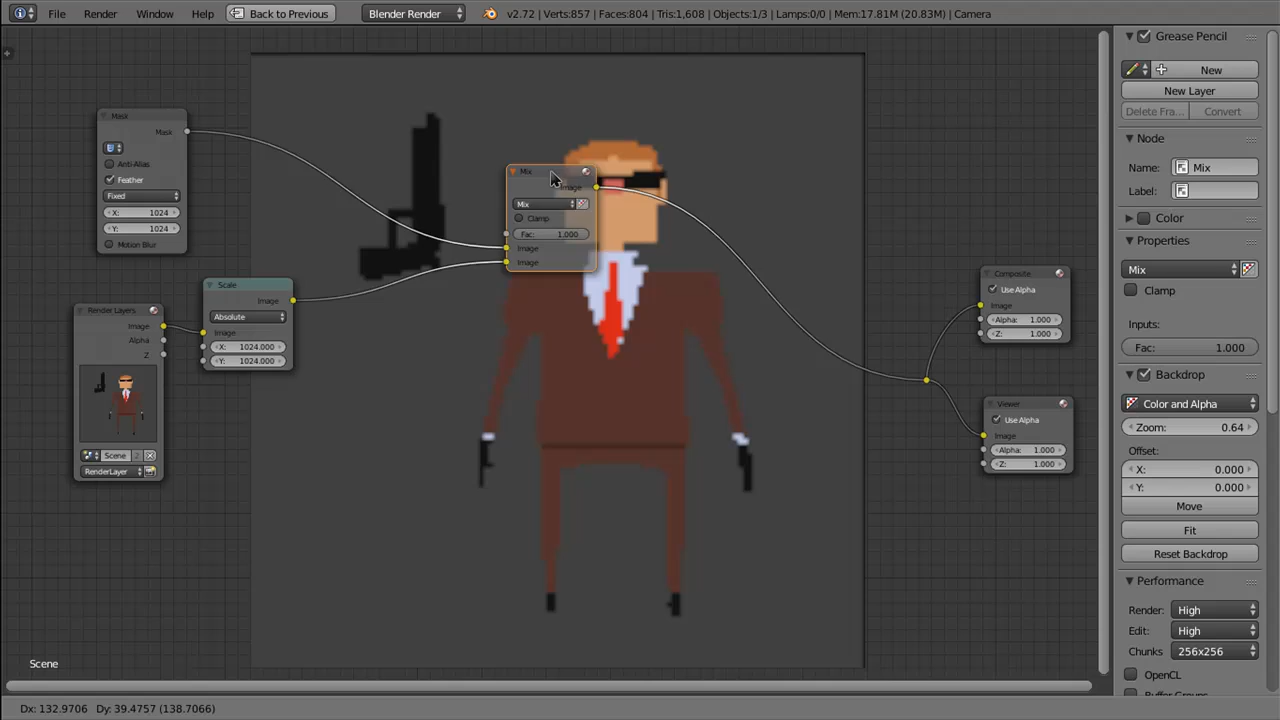 File Render Window Help Back to Previous Blender Render v2.72 | Verts:857 | Faces:804 | Tris:1,608 | Objects:1/3 | Lamps:0/0 | Mem:17.81M (20.83M) | Camera
Mask
Mask
Anti-Alias
Feather
Fixed
X: 1024
Y: 1024
Motion Blur
Render Layers
Image
Alpha
Z
Scene 2
RenderLayer
Scale
Image
Absolute
Image
X: 1024.000
Y: 1024.000
Mix
Image
Mix
Clamp
Fac: 1.000
Image
Image
Composite
Use Alpha
Image
Alpha: 1.000
Z: 1.000
Viewer
Use Alpha
Image
Alpha: 1.000
Z: 1.000
Grease Pencil
New
New Layer
Delete Fra... Convert
Node
Name: Mix
Label:
Color
Properties
Mix
Clamp
Inputs:
Fac: 1.000
Backdrop
Color and Alpha
Zoom: 0.64
Offset:
X: 0.000
Y: 0.000
Move
Fit
Reset Backdrop
Performance
Render: High
Edit: High
Chunks 256x256
OpenCL
Buffer Groups
Scene
Dx: 132.9706 Dy: 39.4757 (138.7066)